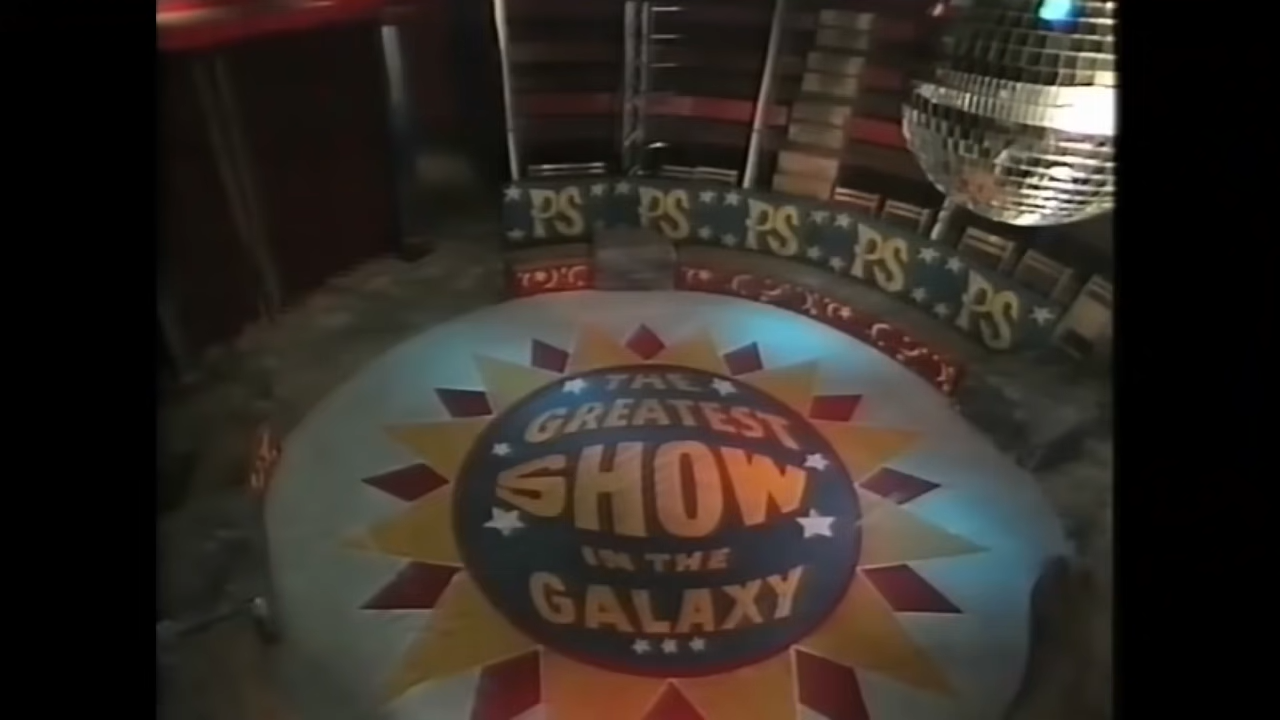 PS PS PS PS PS
THE
GREATEST
SHOW
IN THE
GALAXY